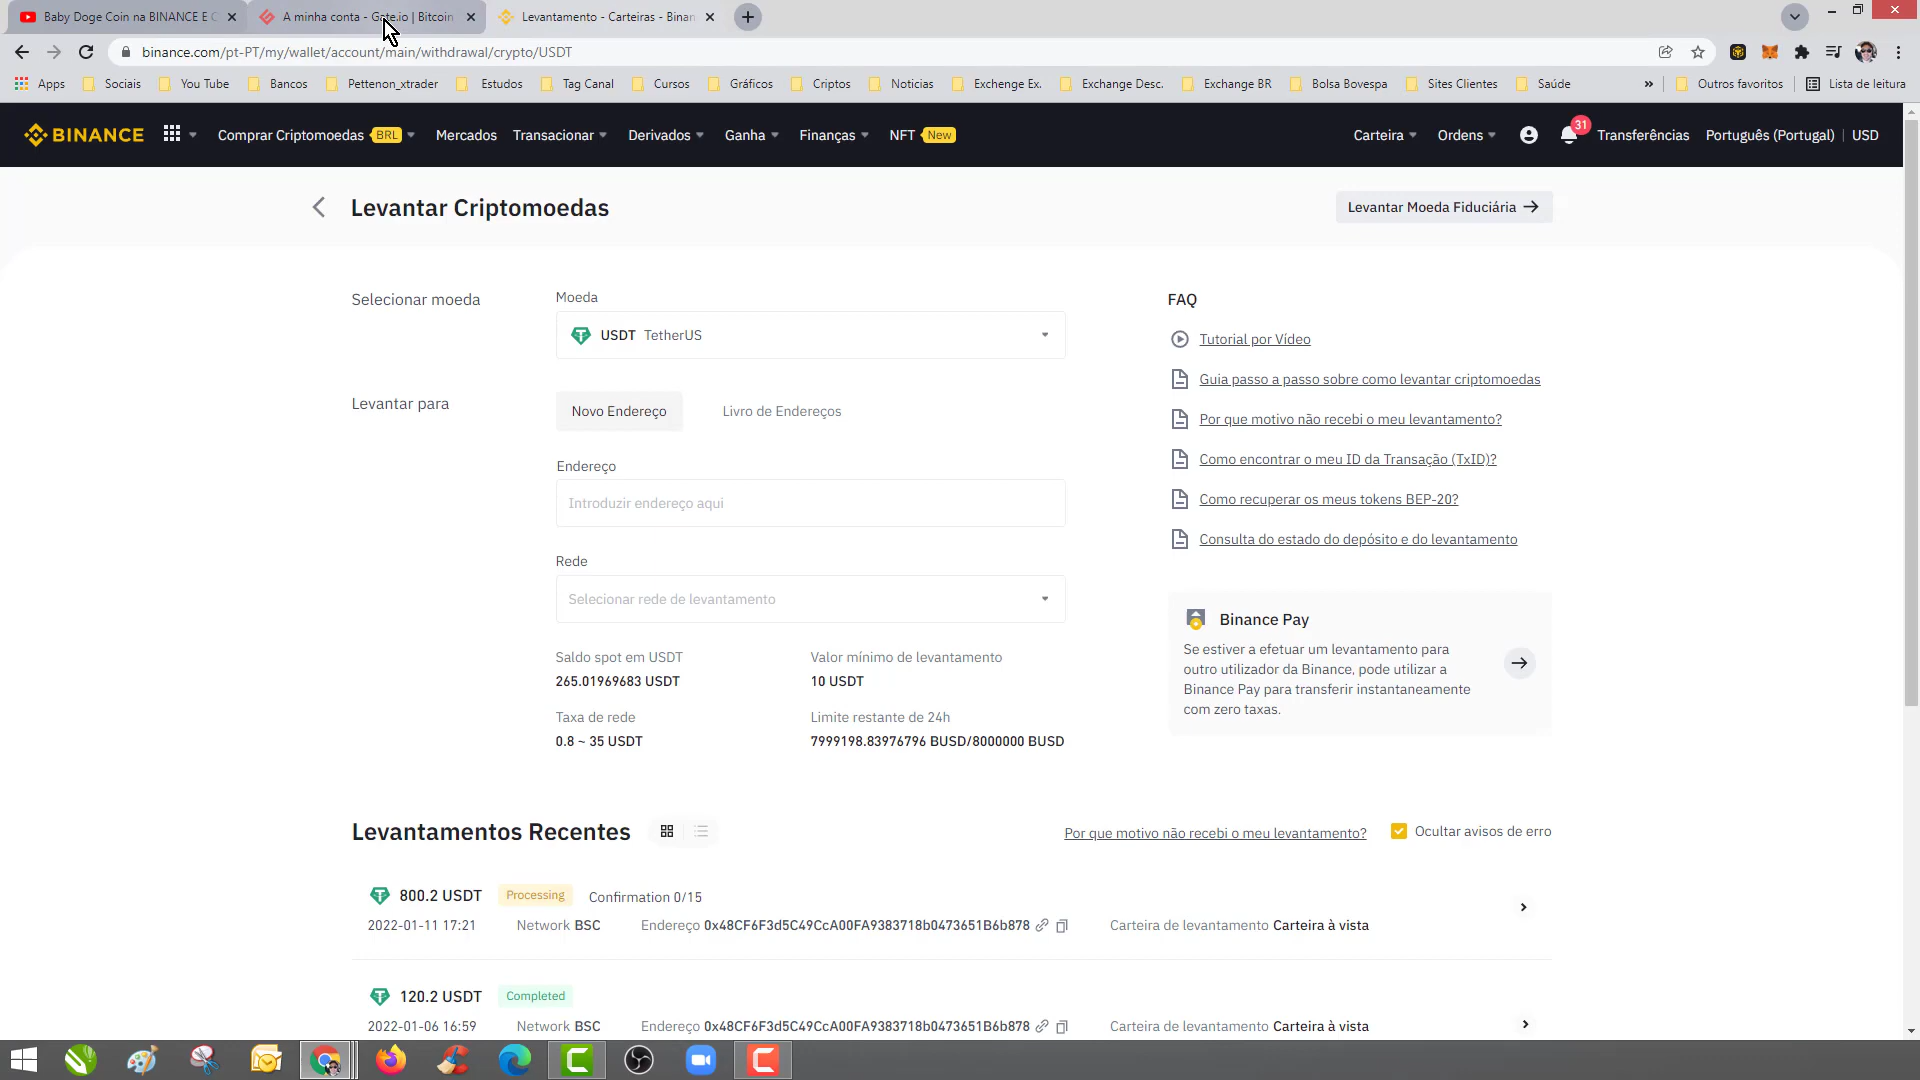 Baby Doge Coin na BINANCE E C
A minha conta - Gate.io | Bitcoin
Levantamento - Carteiras - Binan
binance.com/pt-PT/my/wallet/account/main/withdrawal/crypto/USDT
Apps
Sociais
You Tube
Bancos
Pettenon_xtrader
Estudos
Tag Canal
Cursos
Gráficos
Criptos
Noticias
Exchenge Ex.
Exchange Desc.
Exchange BR
Bolsa Bovespa
Sites Clientes
Saúde
»
Outros favoritos
Lista de leitura
BINANCE
Comprar Criptomoedas BRL
Mercados
Transacionar
Derivados
Ganha
Finanças
NFT New
Carteira
Ordens
31
Transferências
Português (Portugal) | USD
Levantar Criptomoedas
Levantar Moeda Fiduciária →
Selecionar moeda
Moeda
USDT TetherUS
Levantar para
Novo Endereço
Livro de Endereços
Endereço
Introduzir endereço aqui
Rede
Selecionar rede de levantamento
Saldo spot em USDT
265.01969683 USDT
Valor mínimo de levantamento
10 USDT
Taxa de rede
0.8 ~ 35 USDT
Limite restante de 24h
7999198.83976796 BUSD/8000000 BUSD
FAQ
Tutorial por Vídeo
Guia passo a passo sobre como levantar criptomoedas
Por que motivo não recebi o meu levantamento?
Como encontrar o meu ID da Transação (TxID)?
Como recuperar os meus tokens BEP-20?
Consulta do estado do depósito e do levantamento
Binance Pay
Se estiver a efetuar um levantamento para
outro utilizador da Binance, pode utilizar a
Binance Pay para transferir instantaneamente
com zero taxas.
Levantamentos Recentes
Por que motivo não recebi o meu levantamento?
Ocultar avisos de erro
800.2 USDT Processing Confirmation 0/15
2022-01-11 17:21 Network BSC Endereço 0x48CF6F3d5C49CcA00FA9383718b0473651B6b878 Carteira de levantamento Carteira à vista
120.2 USDT Completed
2022-01-06 16:59 Network BSC Endereço 0x48CF6F3d5C49CcA00FA9383718b0473651B6b878 Carteira de levantamento Carteira à vista